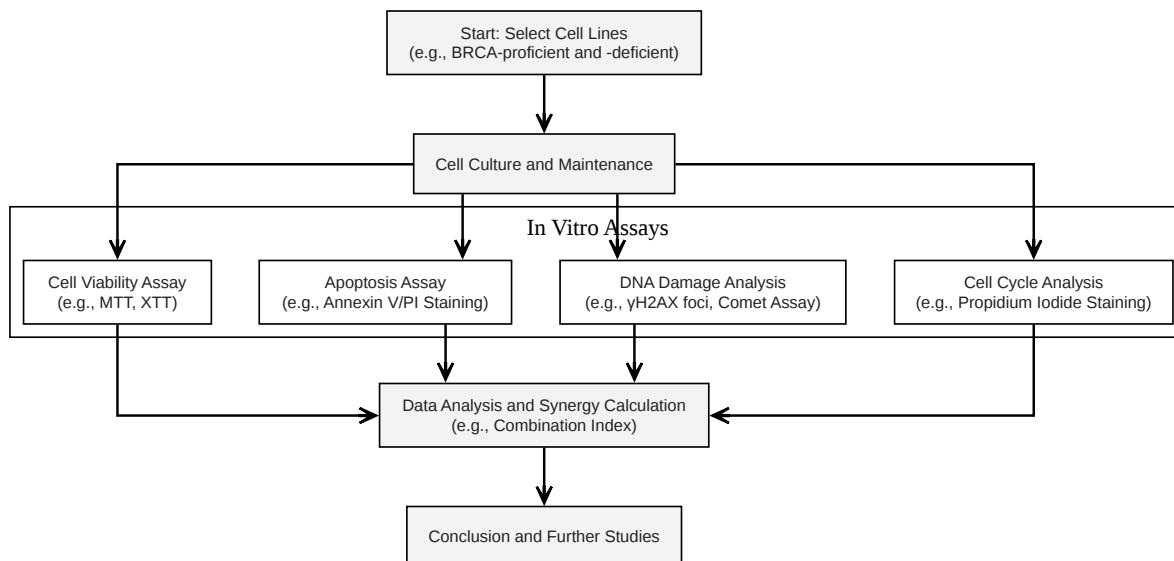 Start: Select Cell Lines
(e.g., BRCA-proficient and -deficient)
Cell Culture and Maintenance
In Vitro Assays
Cell Viability Assay
(e.g., MTT, XTT)
Apoptosis Assay
(e.g., Annexin V/PI Staining)
DNA Damage Analysis
(e.g., γH2AX foci, Comet Assay)
Cell Cycle Analysis
(e.g., Propidium Iodide Staining)
Data Analysis and Synergy Calculation
(e.g., Combination Index)
Conclusion and Further Studies